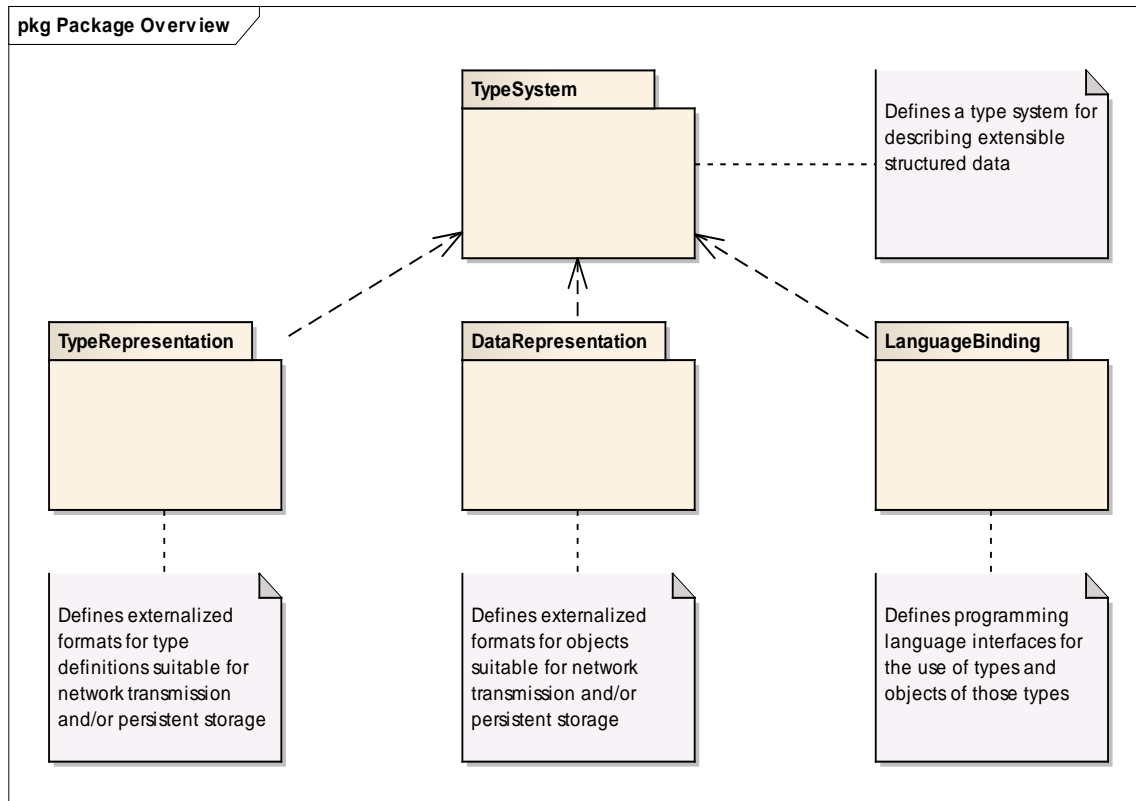 pkg Package Overview
TypeSystem
Defines a type system for
describing extensible
structured data
TypeRepresentation
DataRepresentation
LanguageBinding
Defines externalized
formats for type
definitions suitable for
network transmission
and/or persistent storage
Defines externalized
formats for objects
suitable for network
transmission and/or
persistent storage
Defines programming
language interfaces for
the use of types and
objects of those types